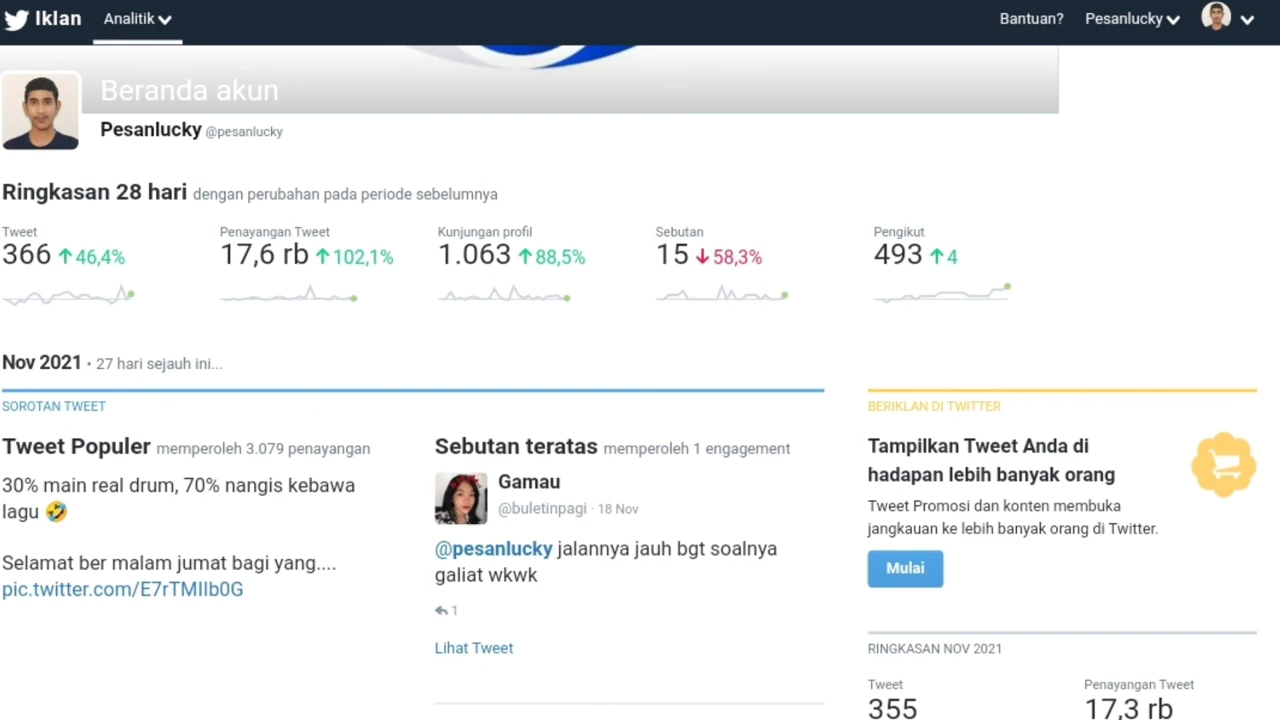 Iklan Analitik Bantuan? Pesanlucky
Beranda akun
Pesanlucky @pesanlucky
Ringkasan 28 hari dengan perubahan pada periode sebelumnya
Tweet Penayangan Tweet Kunjungan profil Sebutan Pengikut
366 46,4% 17,6 rb 102,1% 1.063 88,5% 15 58,3% 493 4
Nov 2021 • 27 hari sejauh ini...
SOROTAN TWEET
Tweet Populer memperoleh 3.079 penayangan
30% main real drum, 70% nangis kebawa
lagu 🤣
Selamat ber malam jumat bagi yang....
pic.twitter.com/E7rTMIIb0G
Sebutan teratas memperoleh 1 engagement
Gamau
@buletinpagi · 18 Nov
@pesanlucky jalannya jauh bgt soalnya
galiat wkwk
1
Lihat Tweet
BERIKLAN DI TWITTER
Tampilkan Tweet Anda di
hadapan lebih banyak orang
Tweet Promosi dan konten membuka
jangkauan ke lebih banyak orang di Twitter.
Mulai
RINGKASAN NOV 2021
Tweet Penayangan Tweet
355 17,3 rb